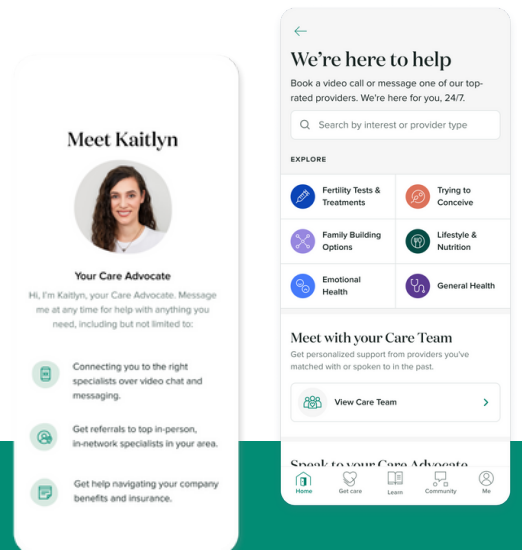 Meet Kaitlyn
Your Care Advocate
Hi, I'm Kaitlyn, your Care Advocate. Message
me at any time for help with anything you
need, including but not limited to:
Connecting you to the right
specialists over video chat and
messaging.
Get referrals to top in-person,
in-network specialists in your area.
Get help navigating your company
benefits and insurance.
We're here to help
Book a video call or message one of our top-
rated providers. We're here for you, 24/7.
Search by interest or provider type
EXPLORE
Fertility Tests &
Treatments
Trying to
Conceive
Family Building
Options
Lifestyle &
Nutrition
Emotional
Health
General Health
Meet with your Care Team
Get personalized support from providers you've
matched with or spoken to in the past.
View Care Team
Speak to your Care Advocate
Home
Get care
Learn
Community
Me